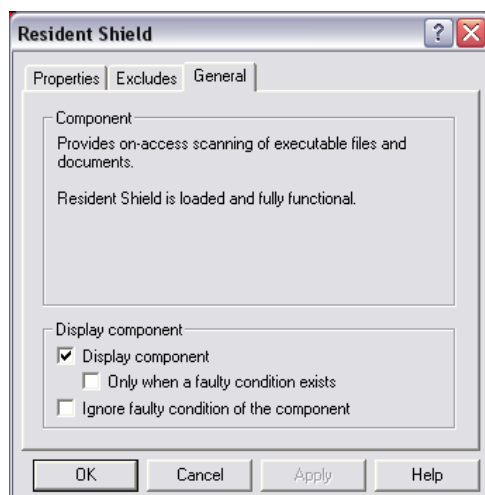 Resident Shield
Properties Excludes General
Component
Provides on-access scanning of executable files and
documents.
Resident Shield is loaded and fully functional.
Display component
Display component
Only when a faulty condition exists
Ignore faulty condition of the component
OK Cancel Apply Help